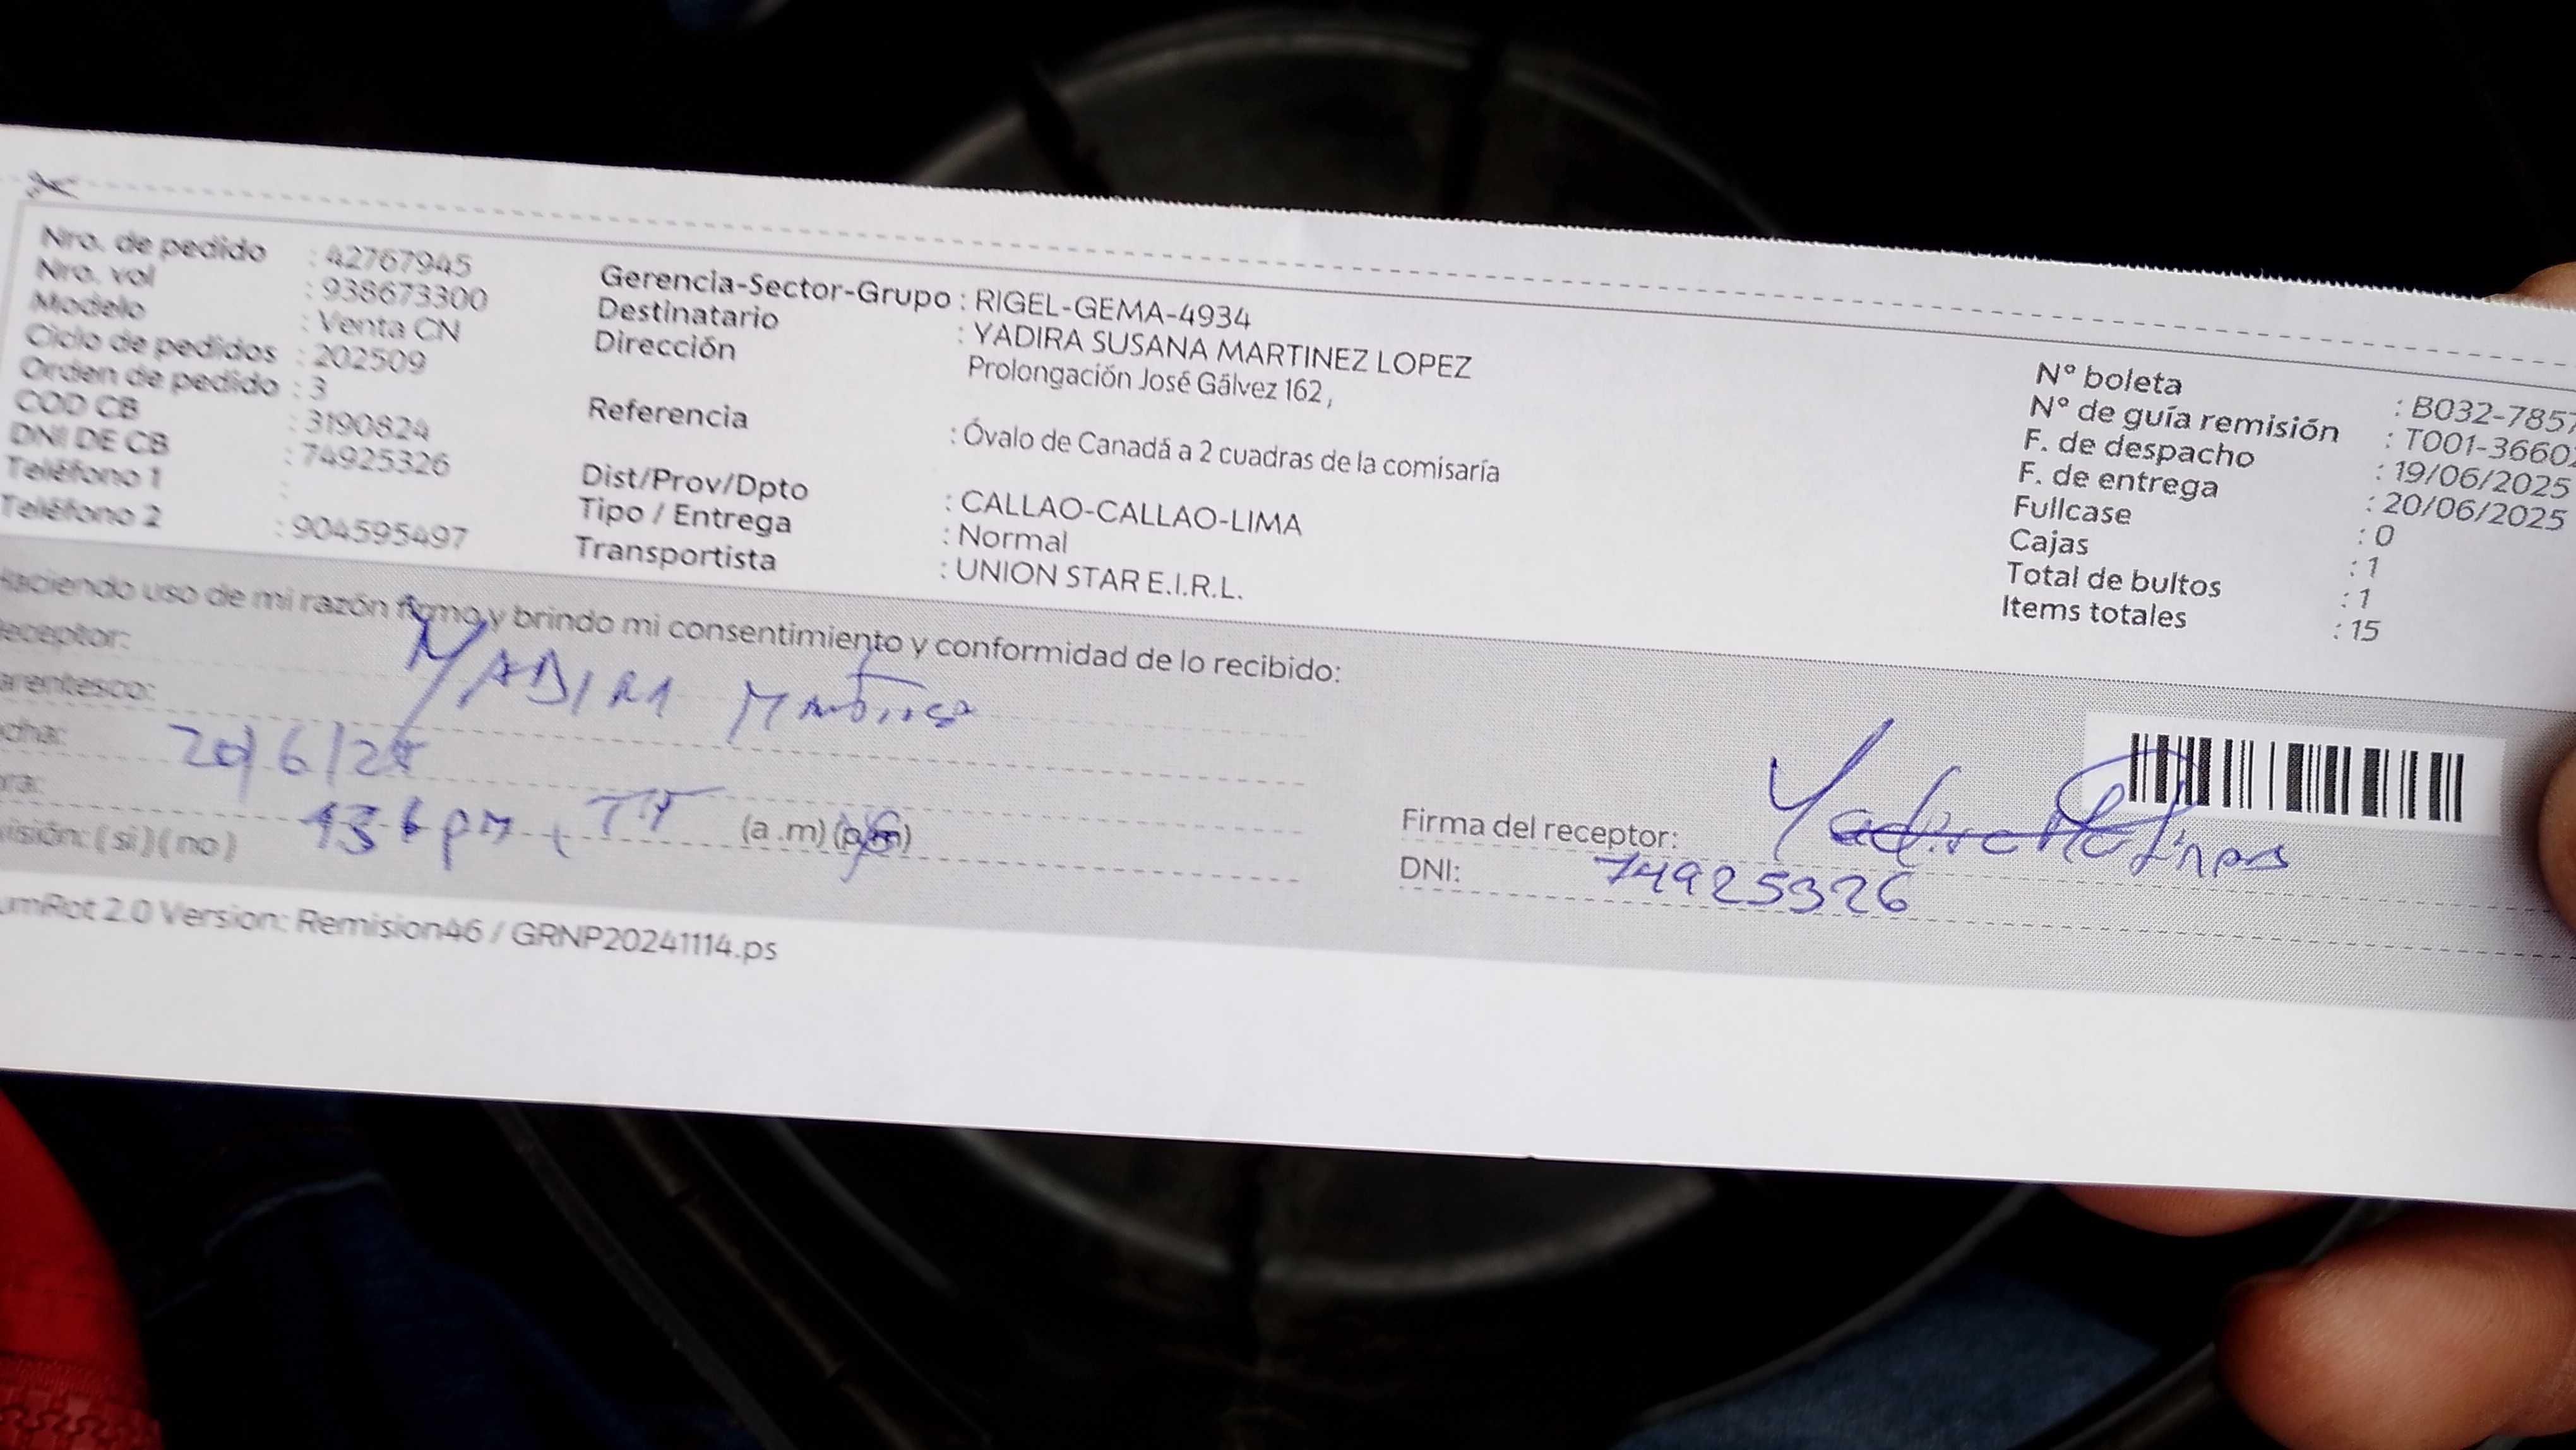 Nro. de pedido : 42767945
Nro. vol : 938673300
Modelo : Venta CN
Ciclo de pedidos : 202509
Orden de pedido : 3
COD CB : 3190824
DNI DE CB : 74925326
Teléfono 1 :
Teléfono 2 : 904595497
Gerencia-Sector-Grupo : RIGEL-GEMA-4934
Destinatario : YADIRA SUSANA MARTINEZ LOPEZ
Dirección Prolongación José Gálvez 162 ,
Referencia : Óvalo de Canadá a 2 cuadras de la comisaría
Dist/Prov/Dpto : CALLAO-CALLAO-LIMA
Tipo / Entrega : Normal
Transportista : UNION STAR E.I.R.L.
N° boleta : B032-7857
N° de guía remisión : T001-3660
F. de despacho : 19/06/2025
F. de entrega : 20/06/2025
Fullcase : 0
Cajas : 1
Total de bultos : 1
Items totales : 15
Haciendo uso de mi razón firmo y brindo mi consentimiento y conformidad de lo recibido:
Receptor: YADIRA
arentesco:
cha: 20/6/25
ra: (a .m) (p.m)
visión: ( si ) ( no )
Firma del receptor: Yadira
DNI: 74925326
umRot 2.0 Version: Remision46 / GRNP20241114.ps